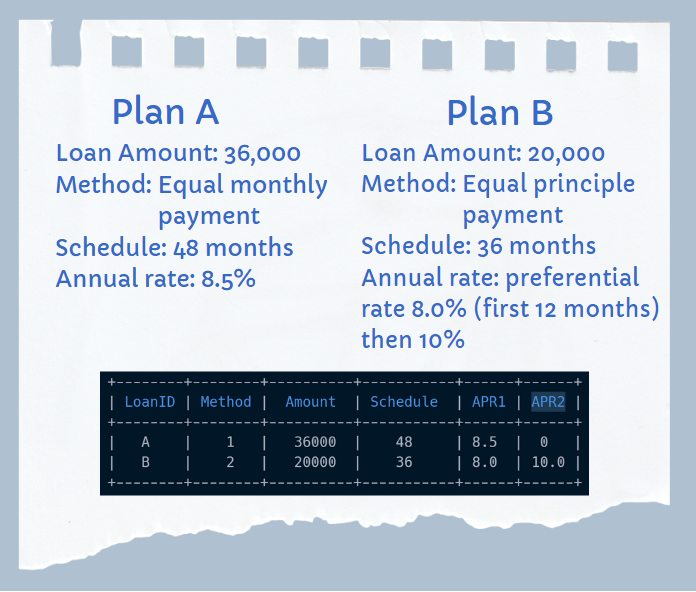 Plan A
Loan Amount: 36,000
Method: Equal monthly
payment
Schedule: 48 months
Annual rate: 8.5%
Plan B
Loan Amount: 20,000
Method: Equal principle
payment
Schedule: 36 months
Annual rate: preferential
rate 8.0% (first 12 months)
then 10%
+--------+--------+----------+-----------+------+------+
| LoanID | Method | Amount | Schedule | APR1 | APR2 |
+--------+--------+----------+-----------+------+------+
| A | 1 | 36000 | 48 | 8.5 | 0 |
| B | 2 | 20000 | 36 | 8.0 | 10.0 |
+--------+--------+----------+-----------+------+------+